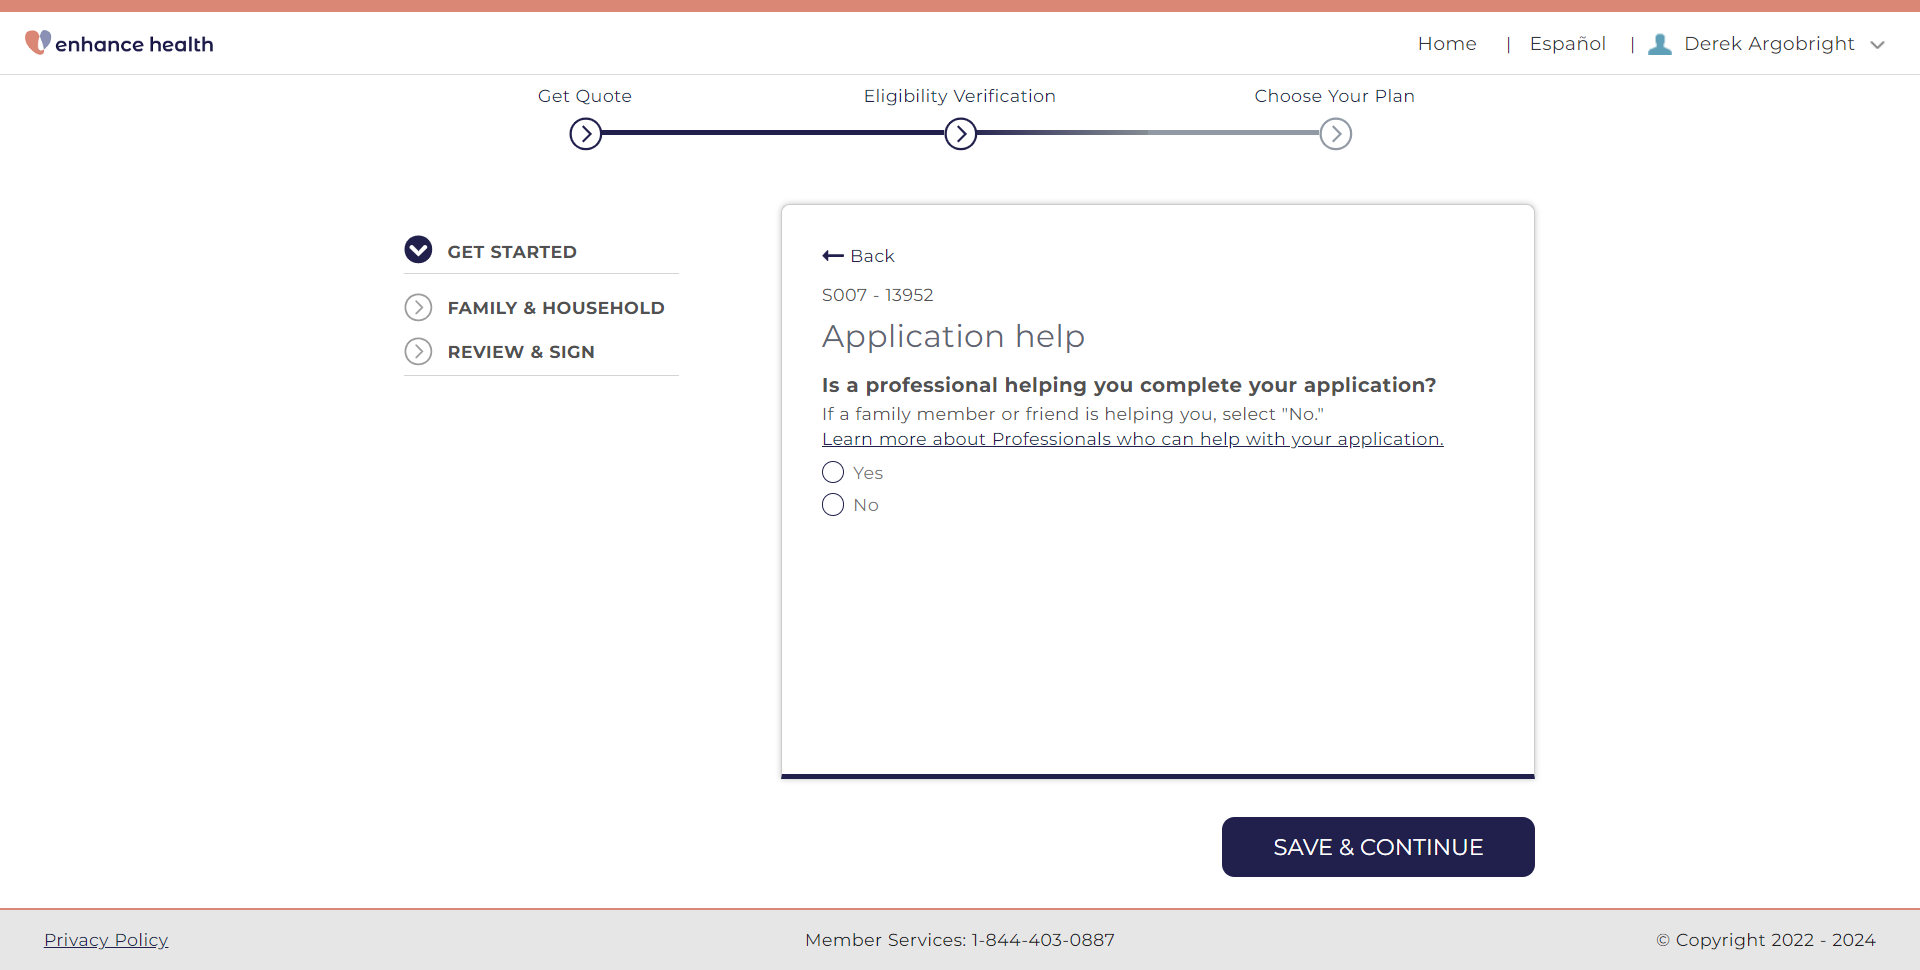 enhance health
Home | Español | Derek Argobright
Get Quote
Eligibility Verification
Choose Your Plan
GET STARTED
FAMILY & HOUSEHOLD
REVIEW & SIGN
Back
S007 - 13952
Application help
Is a professional helping you complete your application?
If a family member or friend is helping you, select "No."
Learn more about Professionals who can help with your application.
Yes
No
SAVE & CONTINUE
Privacy Policy
Member Services: 1-844-403-0887
© Copyright 2022 - 2024